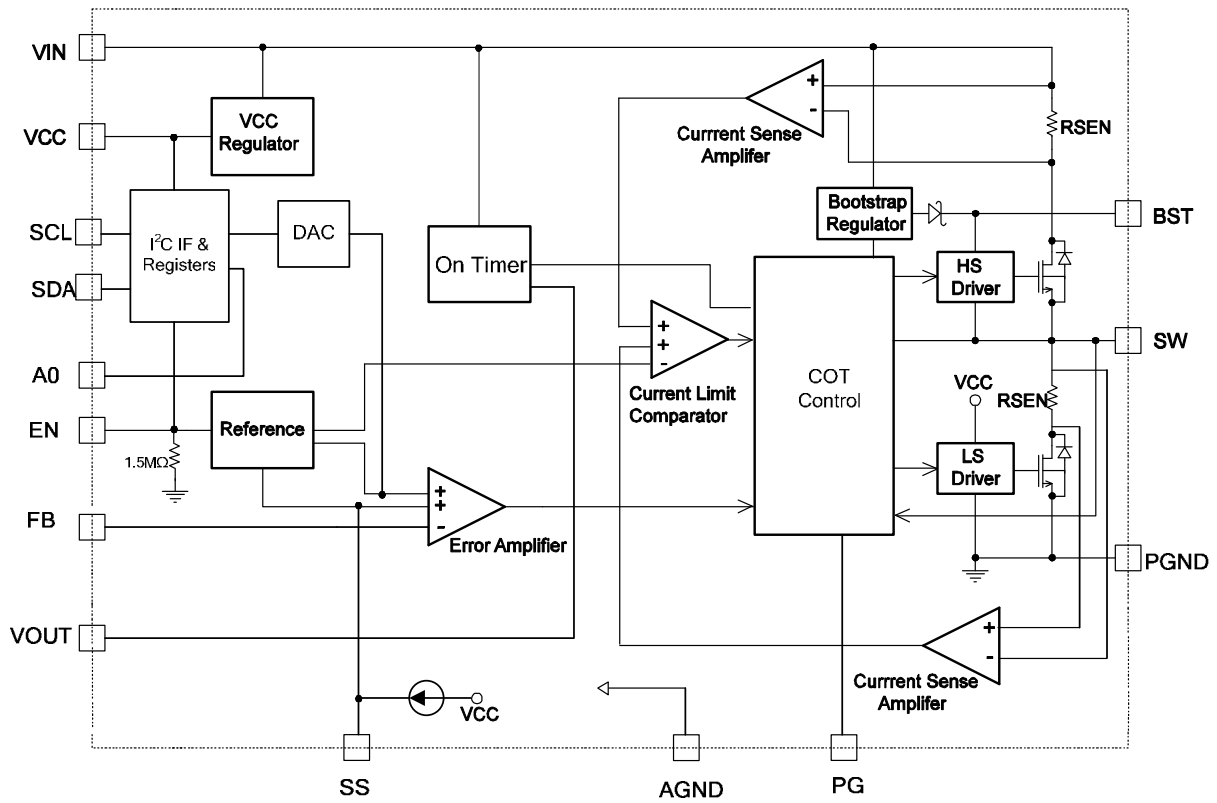 VIN
VCC
Regulator
VCC
+
-
Currrent Sense
Amplifer
RSEN
SCL
I²C IF &
Registers
DAC
SDA
On Timer
Bootstrap
Regulator
BST
HS
Driver
A0
+
+
-
Current Limit
Comparator
COT
Control
SW
VCC
RSEN
EN
Reference
1.5MΩ
LS
Driver
FB
+
+
-
Error Amplifier
PGND
VOUT
+
-
Currrent Sense
Amplifer
VCC
SS
AGND
PG